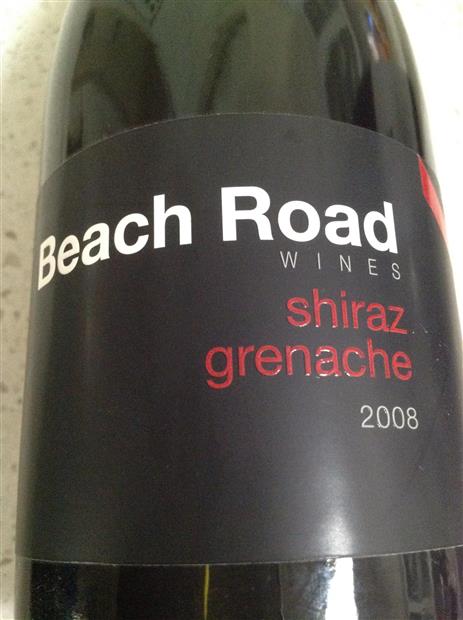 Beach Road
WINES
shiraz
grenache
2008